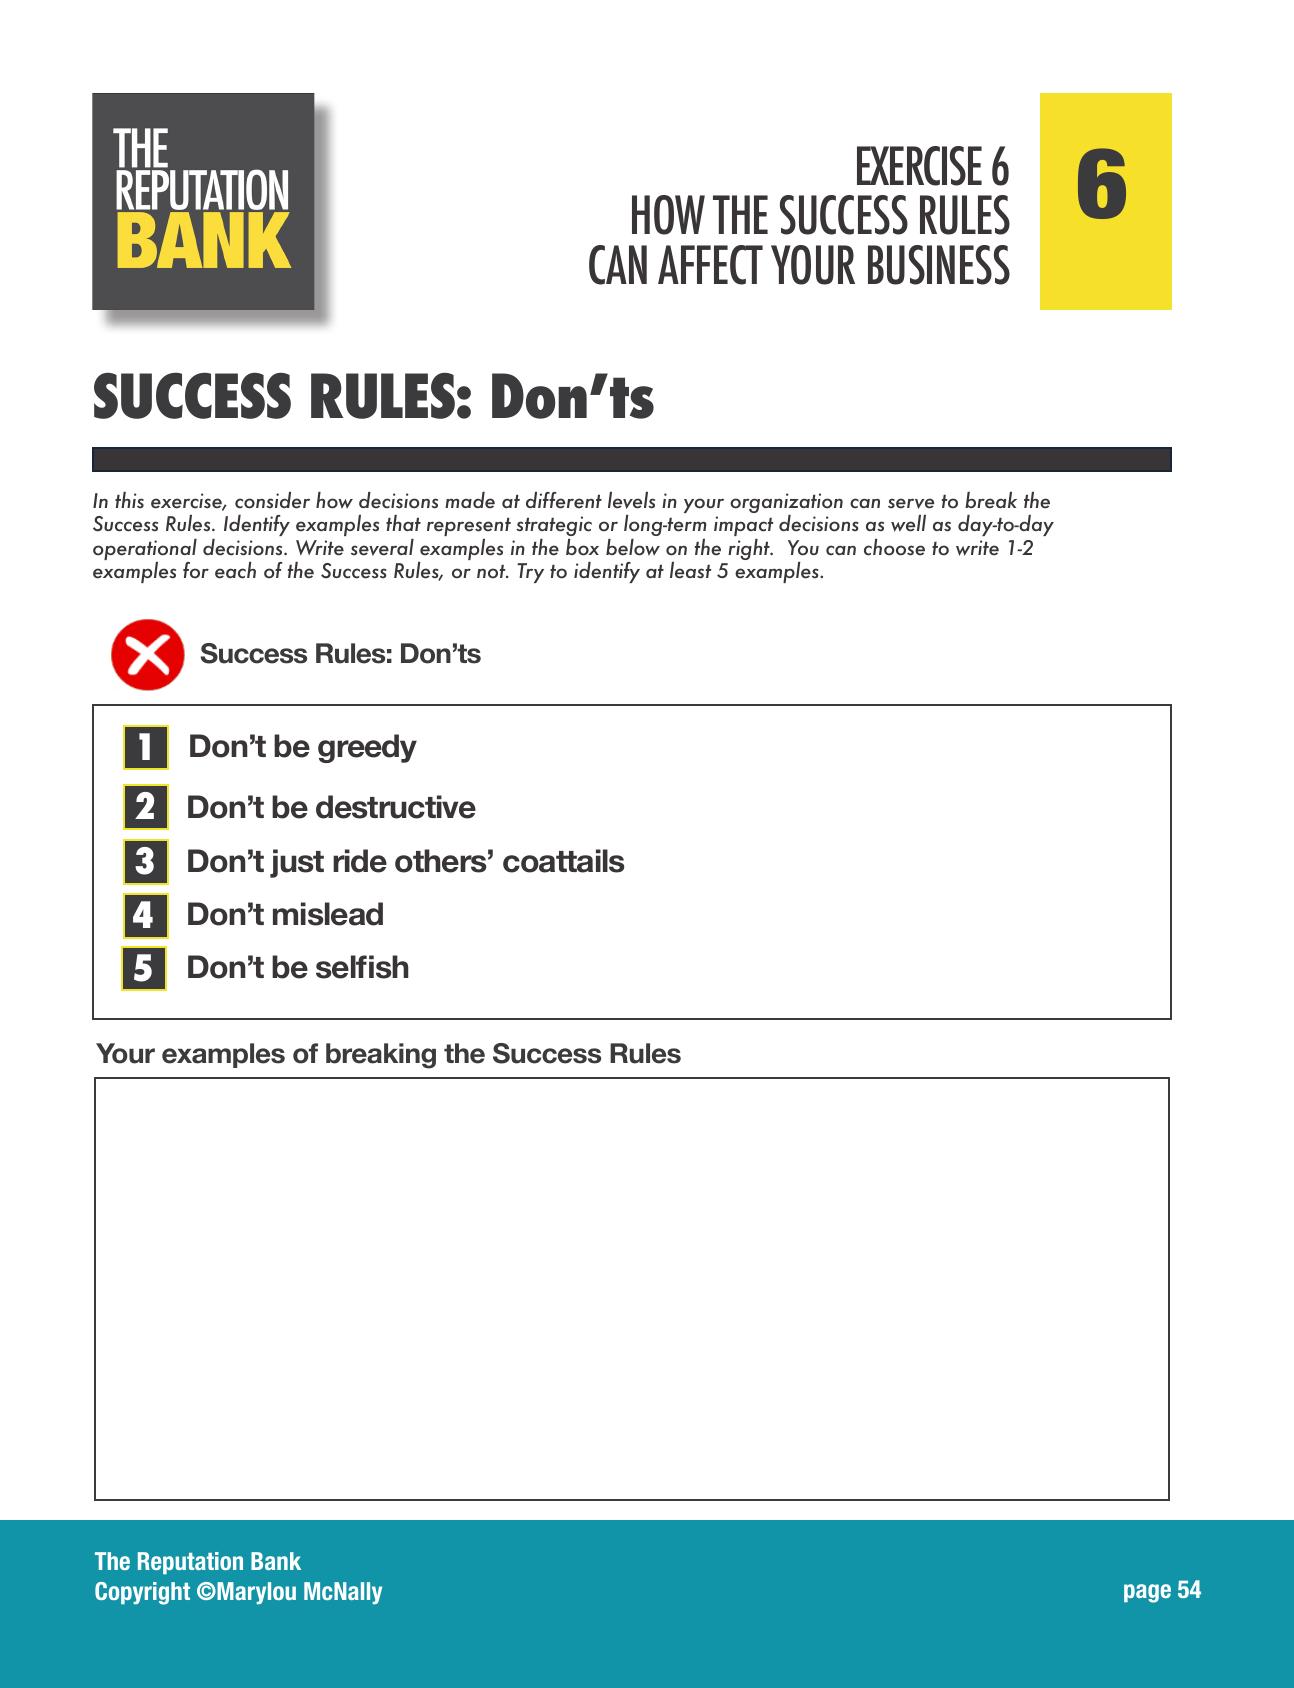 THE
REPUTATION
BANK
EXERCISE 6
HOW THE SUCCESS RULES
CAN AFFECT YOUR BUSINESS
6
SUCCESS RULES: Don’ts
In this exercise, consider how decisions made at different levels in your organization can serve to break the
Success Rules. Identify examples that represent strategic or long-term impact decisions as well as day-to-day
operational decisions. Write several examples in the box below on the right.  You can choose to write 1-2
examples for each of the Success Rules, or not. Try to identify at least 5 examples.
Success Rules: Don’ts
1 Don’t be greedy
2 Don’t be destructive
3 Don’t just ride others’ coattails
4 Don’t mislead
5 Don’t be selfish
Your examples of breaking the Success Rules
The Reputation Bank
Copyright ©Marylou McNally
page 54